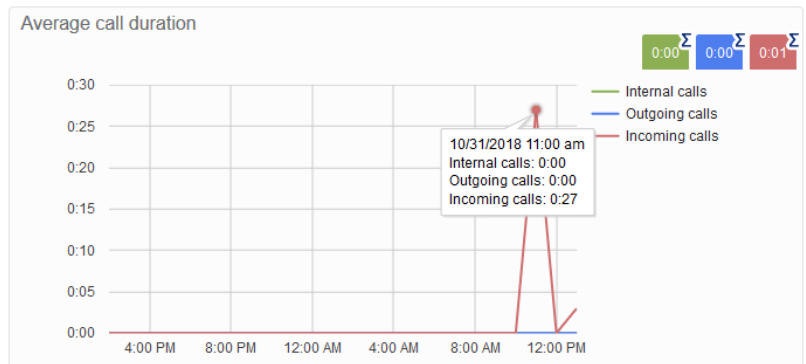 Average call duration
0:00 Σ 0:00 Σ 0:01 Σ
0:30
0:25
0:20
0:15
0:10
0:05
0:00
4:00 PM 8:00 PM 12:00 AM 4:00 AM 8:00 AM 12:00 PM
10/31/2018 11:00 am
Internal calls: 0:00
Outgoing calls: 0:00
Incoming calls: 0:27
Internal calls
Outgoing calls
Incoming calls